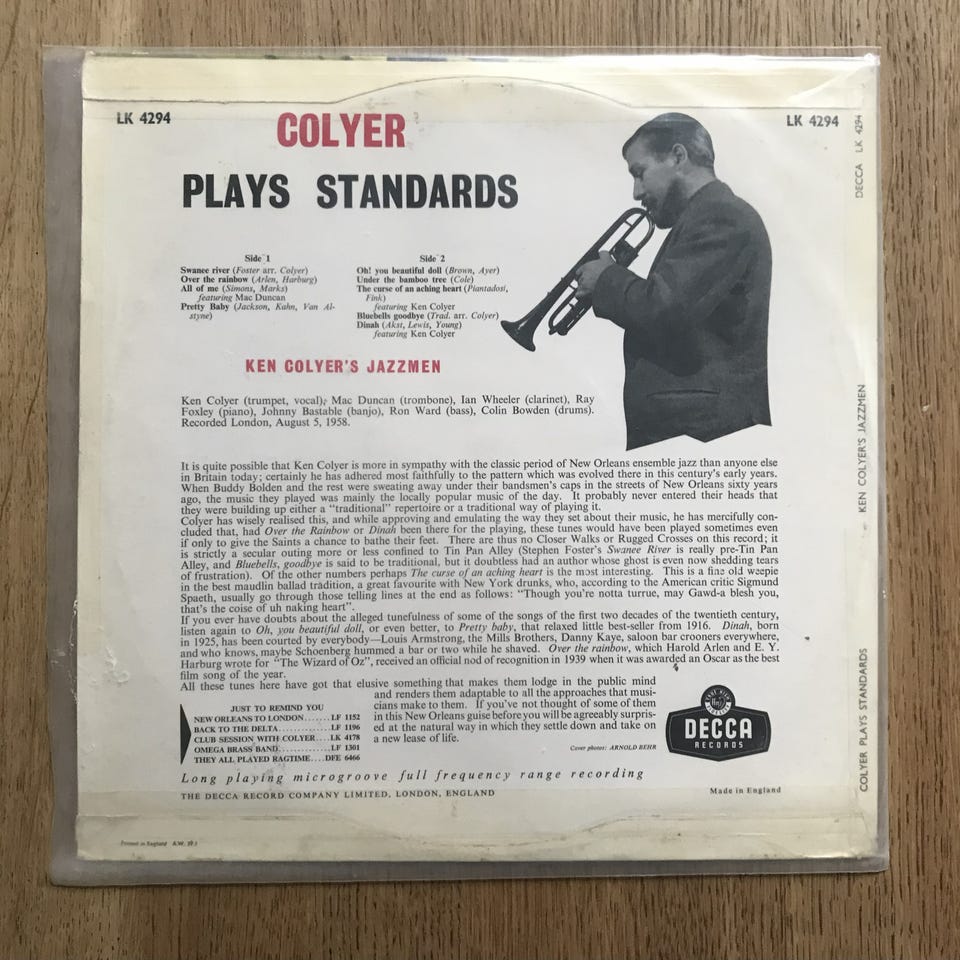 LK 4294
LK 4294
COLYER
PLAYS STANDARDS
Side 1
Swanee river (Foster arr. Colyer)
Over the rainbow (Arlen, Harburg)
All of me (Simons, Marks)
featuring Mac Duncan
Pretty Baby (Jackson, Kahn, Van Al-
styne)
Side 2
Oh! you beautiful doll (Brown, Ayer)
Under the bamboo tree (Cole)
The curse of an aching heart (Piantadosi,
Fink)
featuring Ken Colyer
Bluebells goodbye (Trad. arr. Colyer)
Dinah (Akst, Lewis, Young)
featuring Ken Colyer
KEN COLYER'S JAZZMEN
Ken Colyer (trumpet, vocal); Mac Duncan (trombone), Ian Wheeler (clarinet), Ray
Foxley (piano), Johnny Bastable (banjo), Ron Ward (bass), Colin Bowden (drums).
Recorded London, August 5, 1958.
It is quite possible that Ken Colyer is more in sympathy with the classic period of New Orleans ensemble jazz than anyone else
in Britain today; certainly he has adhered most faithfully to the pattern which was evolved there in this century's early years.
When Buddy Bolden and the rest were sweating away under their bandsmen's caps in the streets of New Orleans sixty years
ago, the music they played was mainly the locally popular music of the day. It probably never entered their heads that
they were building up either a "traditional" repertoire or a traditional way of playing it.
Colyer has wisely realised this, and while approving and emulating the way they set about their music, he has mercifully con-
cluded that, had Over the Rainbow or Dinah been there for the playing, these tunes would have been played sometimes even
if only to give the Saints a chance to bathe their feet. There are thus no Closer Walks or Rugged Crosses on this record; it
is strictly a secular outing more or less confined to Tin Pan Alley (Stephen Foster's Swanee River is really pre-Tin Pan
Alley, and Bluebells, goodbye is said to be traditional, but it doubtless had an author whose ghost is even now shedding tears
of frustration). Of the other numbers perhaps The curse of an aching heart is the most interesting. This is a fine old weepie
in the best maudlin ballad tradition, a great favourite with New York drunks, who, according to the American critic Sigmund
Spaeth, usually go through those telling lines at the end as follows: "Though you're notta turrue, may Gawd-a blesh you,
that's the coise of uh naking heart".
If you ever have doubts about the alleged tunefulness of some of the songs of the first two decades of the twentieth century,
listen again to Oh, you beautiful doll, or even better, to Pretty baby, that relaxed little best-seller from 1916. Dinah, born
in 1925, has been courted by everybody—Louis Armstrong, the Mills Brothers, Danny Kaye, saloon bar crooners everywhere,
and who knows, maybe Schoenberg hummed a bar or two while he shaved. Over the rainbow, which Harold Arlen and E. Y.
Harburg wrote for "The Wizard of Oz", received an official nod of recognition in 1939 when it was awarded an Oscar as the best
film song of the year.
All these tunes here have got that elusive something that makes them lodge in the public mind
and renders them adaptable to all the approaches that musi-
cians make to them. If you've not thought of some of them
in this New Orleans guise before you will be agreeably surpris-
ed at the natural way in which they settle down and take on
a new lease of life.
JUST TO REMIND YOU
NEW ORLEANS TO LONDON.......LF 1152
BACK TO THE DELTA............LF 1196
CLUB SESSION WITH COLYER....LK 4178
OMEGA BRASS BAND............LF 1301
THEY ALL PLAYED RAGTIME....DFE 6466
Cover photos: ARNOLD BEHR
DECCA
RECORDS
Long playing microgroove full frequency range recording
THE DECCA RECORD COMPANY LIMITED, LONDON, ENGLAND
Made in England
Printed in England
DECCA LK 4294
KEN COLYER'S JAZZMEN
COLYER PLAYS STANDARDS